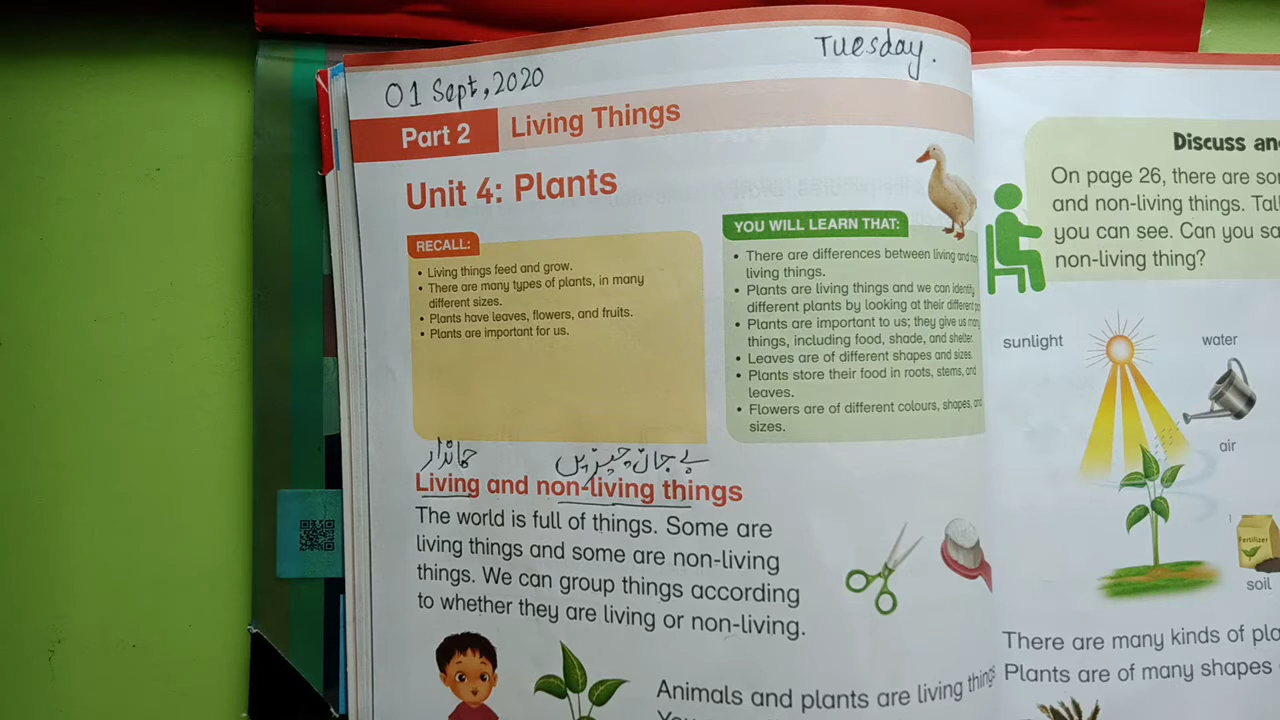 01 Sept, 2020
Tuesday.
Part 2
Living Things
Unit 4: Plants
RECALL:
• Living things feed and grow.
• There are many types of plants, in many
different sizes.
• Plants have leaves, flowers, and fruits.
• Plants are important for us.
YOU WILL LEARN THAT:
• There are differences between living and non
living things.
• Plants are living things and we can identify
different plants by looking at their different
• Plants are important to us; they give us many
things, including food, shade, and shelter.
• Leaves are of different shapes and sizes.
• Plants store their food in roots, stems, and
leaves.
• Flowers are of different colours, shapes, and
sizes.
جاندار
بے جان چیزیں
Living and non-living things
The world is full of things. Some are
living things and some are non-living
things. We can group things according
to whether they are living or non-living.
Animals and plants are living things
Discuss an
On page 26, there are so
and non-living things. Tal
you can see. Can you sa
non-living thing?
sunlight
water
air
Fertilizer
soil
There are many kinds of pla
Plants are of many shapes